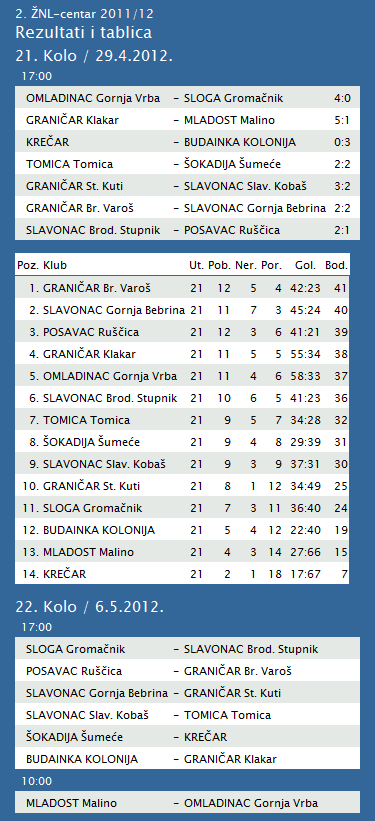 2. ŽNL-centar 2011/12
Rezultati i tablica
21. Kolo / 29.4.2012.
17:00
OMLADINAC Gornja Vrba - SLOGA Gromačnik 4:0
GRANIČAR Klakar - MLADOST Malino 5:1
KREČAR - BUDAINKA KOLONIJA 0:3
TOMICA Tomica - ŠOKADIJA Šumeće 2:2
GRANIČAR St. Kuti - SLAVONAC Slav. Kobaš 3:2
GRANIČAR Br. Varoš - SLAVONAC Gornja Bebrina 2:2
SLAVONAC Brod. Stupnik - POSAVAC Ruščica 2:1
Poz. Klub Ut. Pob. Ner. Por. Gol. Bod.
1. GRANIČAR Br. Varoš 21 12 5 4 42:23 41
2. SLAVONAC Gornja Bebrina 21 11 7 3 45:24 40
3. POSAVAC Ruščica 21 12 3 6 41:21 39
4. GRANIČAR Klakar 21 11 5 5 55:34 38
5. OMLADINAC Gornja Vrba 21 11 4 6 58:33 37
6. SLAVONAC Brod. Stupnik 21 10 6 5 41:23 36
7. TOMICA Tomica 21 9 5 7 34:28 32
8. ŠOKADIJA Šumeće 21 9 4 8 29:39 31
9. SLAVONAC Slav. Kobaš 21 9 3 9 37:31 30
10. GRANIČAR St. Kuti 21 8 1 12 34:49 25
11. SLOGA Gromačnik 21 7 3 11 36:40 24
12. BUDAINKA KOLONIJA 21 5 4 12 22:40 19
13. MLADOST Malino 21 4 3 14 27:66 15
14. KREČAR 21 2 1 18 17:67 7
22. Kolo / 6.5.2012.
17:00
SLOGA Gromačnik - SLAVONAC Brod. Stupnik
POSAVAC Ruščica - GRANIČAR Br. Varoš
SLAVONAC Gornja Bebrina - GRANIČAR St. Kuti
SLAVONAC Slav. Kobaš - TOMICA Tomica
ŠOKADIJA Šumeće - KREČAR
BUDAINKA KOLONIJA - GRANIČAR Klakar
10:00
MLADOST Malino - OMLADINAC Gornja Vrba